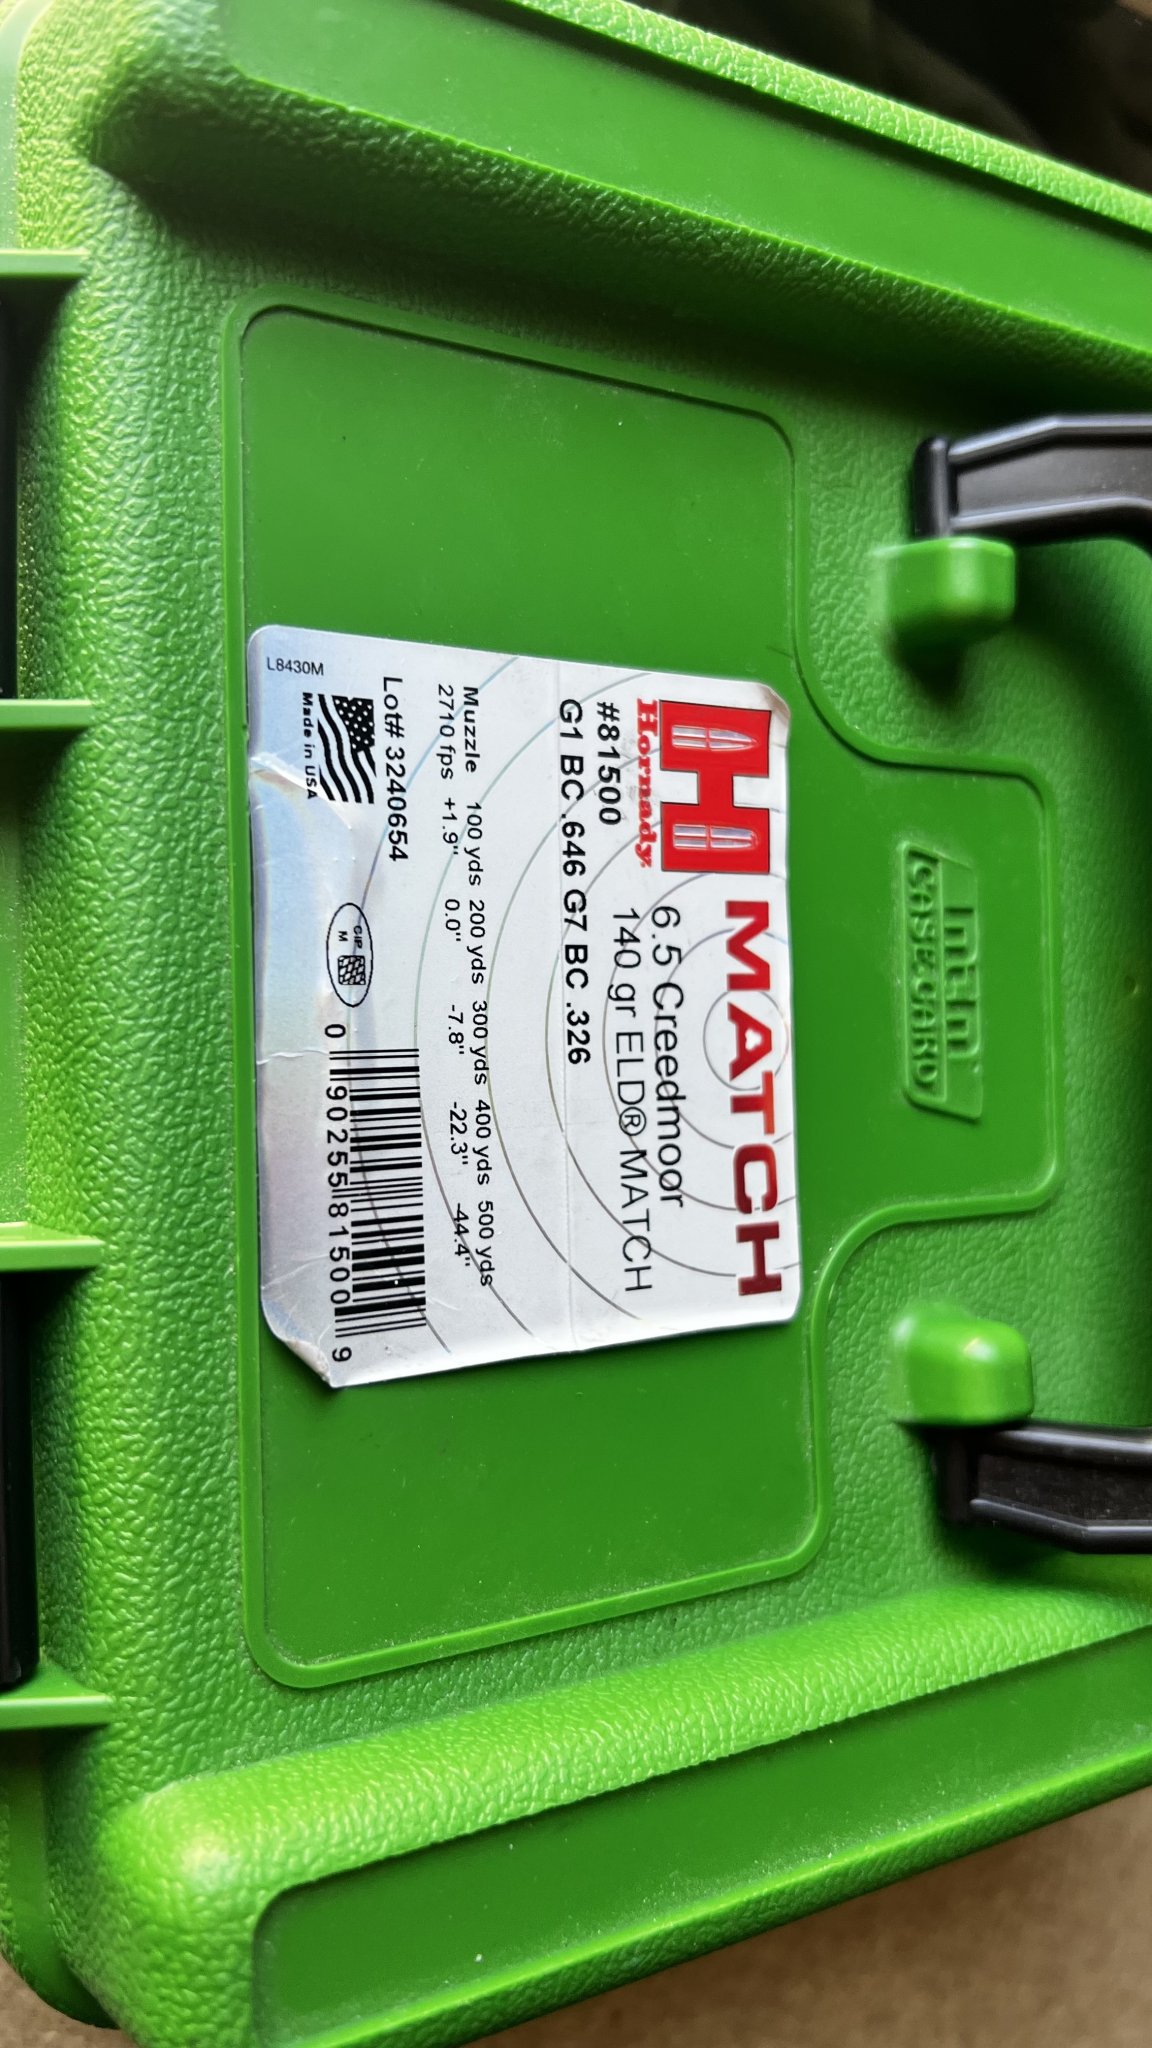 mtm
CASE-GARD
MATCH
Hornady
6.5 Creedmoor
140 gr ELD® MATCH
#81500
G1 BC .646 G7 BC .326
Muzzle 100 yds 200 yds 300 yds 400 yds 500 yds
2710 fps +1.9" 0.0" -7.8" -22.3" -44.4"
Lot# 3240654
Made in USA
CIP
M
0 90255 81500 9
L8430M